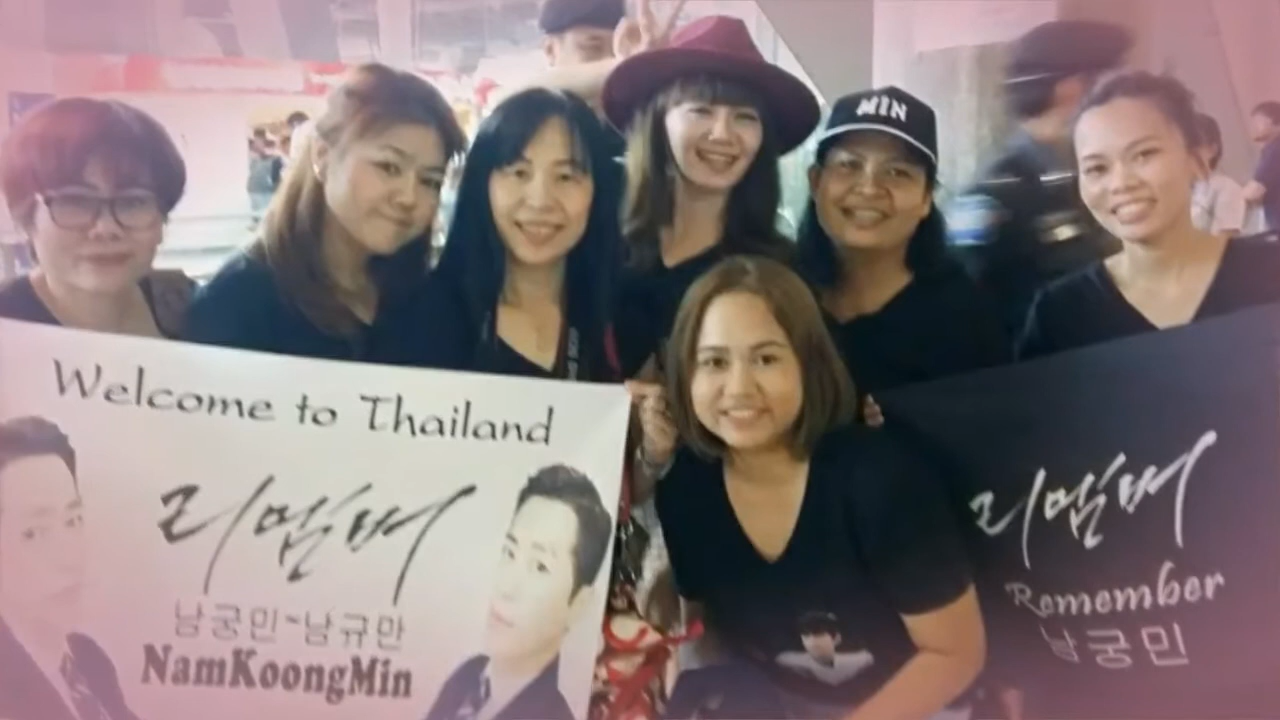 Welcome to Thailand
리멤버
남궁민~남규만
NamKoongMin
MIN
리멤버
Remember
남궁민